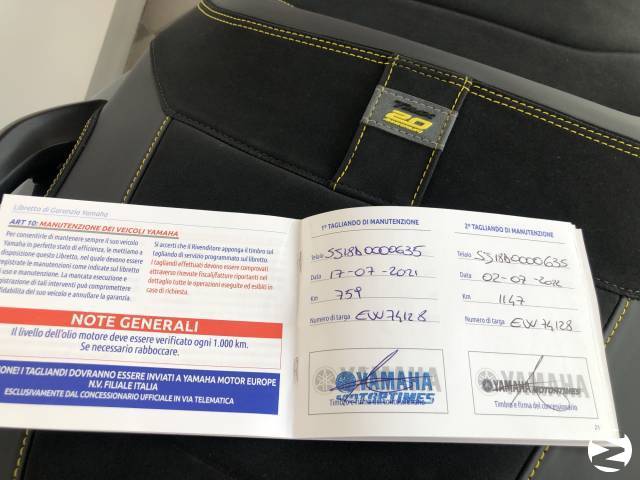 20
Libretto di Garanzia Yamaha
ART 10: MANUTENZIONE DEI VEICOLI YAMAHA
Per consentirle di mantenere sempre il suo veicolo
Yamaha in perfetto stato di efficienza, le mettiamo a
disposizione questo Libretto, nel quale devono essere
registrate le manutenzioni come indicate sul libretto
uso e manutenzione. La mancata esecuzione e
registrazione di tali interventi può compromettere
l'affidabilità del suo veicolo e annullare la garanzia.
Si accerti che il Rivenditore apponga il timbro sul
tagliando di servizio programmato sul libretto.
I tagliandi effettuati devono essere comprovati
attraverso rilevate fiscali/fatture riportanti nel
dettaglio tutte le operazioni eseguite ed esibiti in
caso di richiesta.
NOTE GENERALI
Il livello dell'olio motore deve essere verificato ogni 1.000 km.
Se necessario rabboccare.
I TAGLIANDI DOVRANNO ESSERE INVIATI A YAMAHA MOTOR EUROPE
N.V. FILIALE ITALIA
ESCLUSIVAMENTE DAL CONCESSIONARIO UFFICIALE IN VIA TELEMATICA
1° TAGLIANDO DI MANUTENZIONE
Telaio SJ18D0000635
Data 17-07-2021
Km 759
Numero di targa EW74128
YAMAHA
MOTORTIMES
Timbro e firma del concessionario
2° TAGLIANDO DI MANUTENZIONE
Telaio SJ18D0000635
Data 02-07-2022
Km 1147
Numero di targa EW74128
YAMAHA
MOTORTIMES
Timbro e firma del concessionario
21